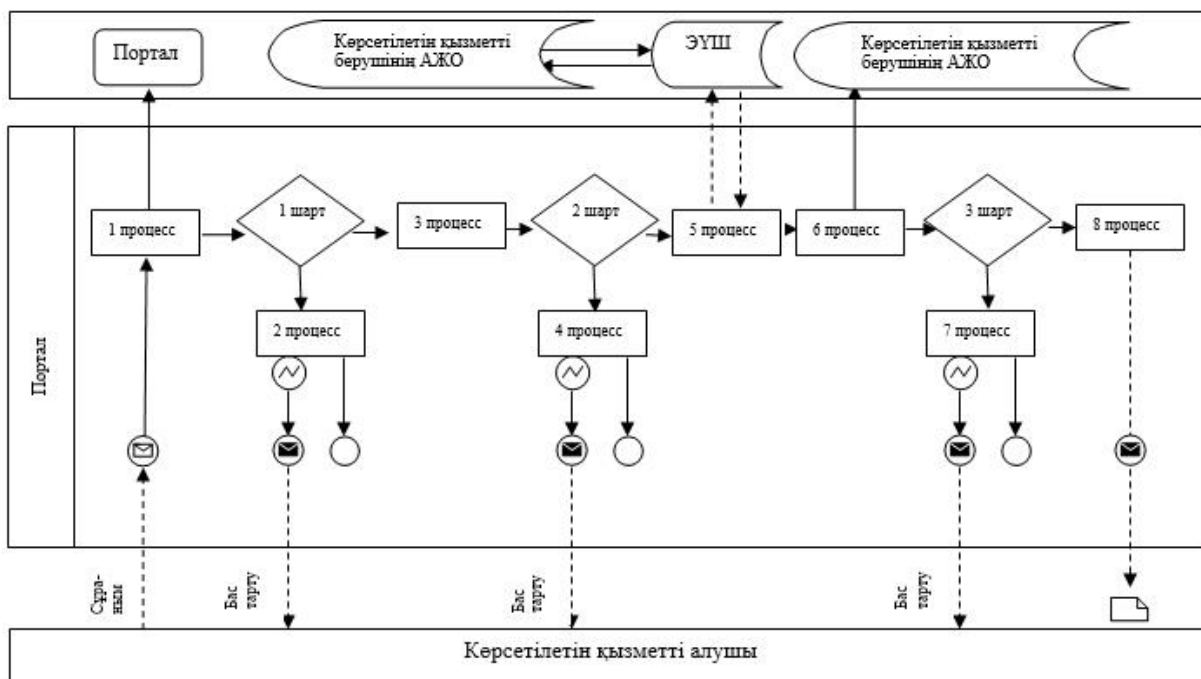 Портал
Көрсетілетін қызметті
берушінің АЖО
ЭҮШ
Көрсетілетін қызметті
берушінің АЖО
Портал
1 процесс
1 шарт
3 процесс
2 шарт
5 процесс
6 процесс
3 шарт
8 процесс
2 процесс
4 процесс
7 процесс
Сұра-
ным
Бас
тарту
Бас
тарту
Бас
тарту
Көрсетілетін қызметті алушы